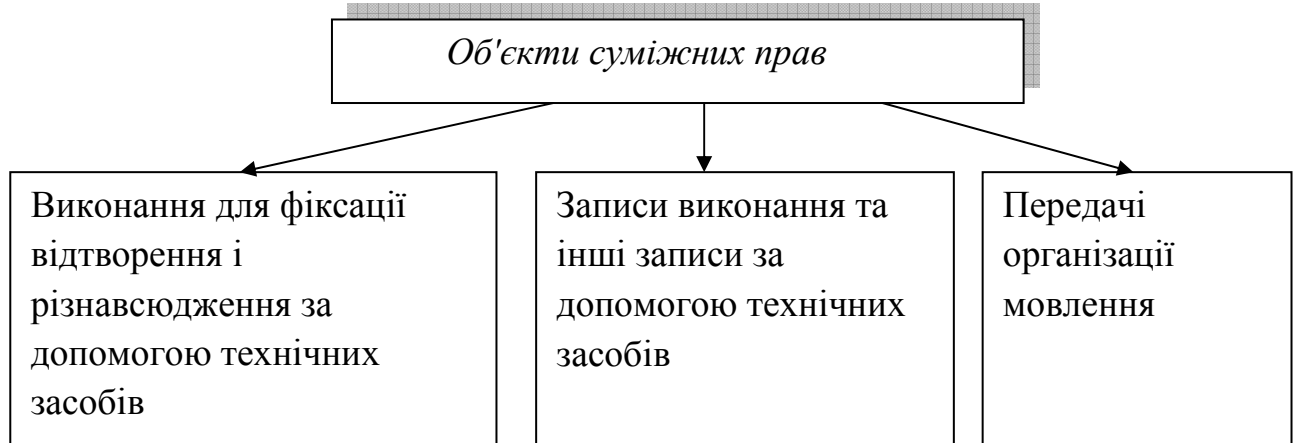 Об'єкти суміжних прав
Виконання для фіксації
відтворення і
різнавсюдження за
допомогою технічних
засобів
Записи виконання та
інші записи за
допомогою технічних
засобів
Передачі
організації
мовлення